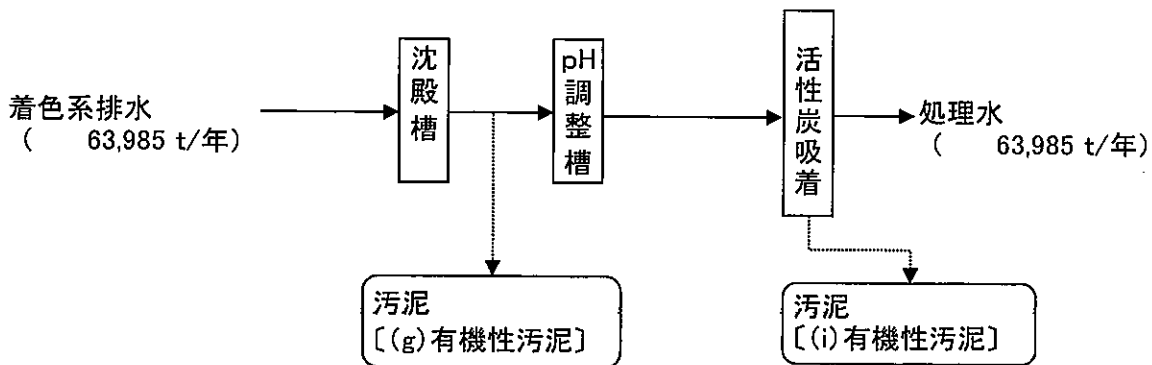 着色系排水
( 63,985 t/年)
沈殿槽
pH調整槽
活性炭吸着
処理水
( 63,985 t/年)
汚泥
〔(g)有機性汚泥〕
汚泥
〔(i)有機性汚泥〕